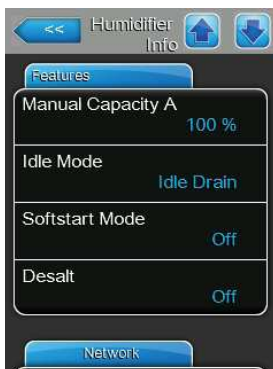 << Humidifier
Info
Features
Manual Capacity A
100 %
Idle Mode
Idle Drain
Softstart Mode
Off
Desalt
Off
Network